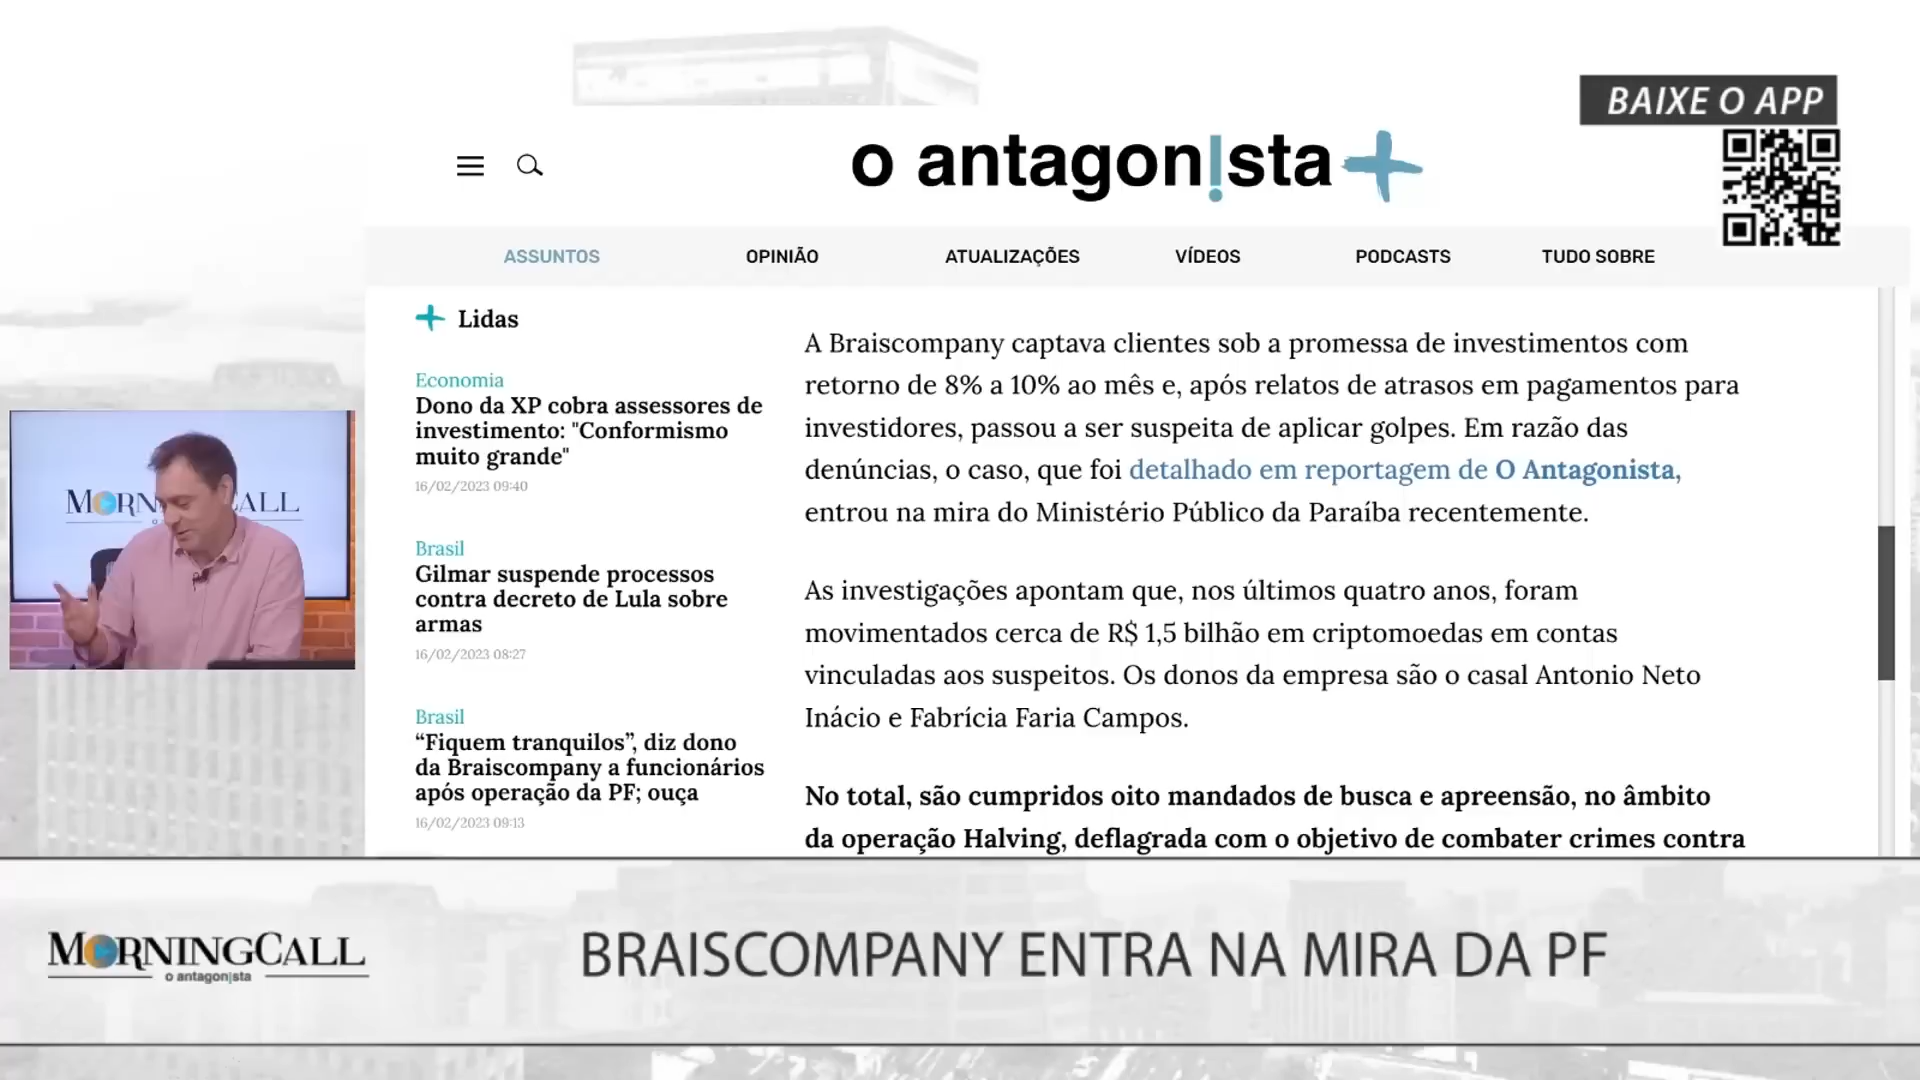 BAIXE O APP
o antagon!sta+
ASSUNTOS
OPINIÃO
ATUALIZAÇÕES
VÍDEOS
PODCASTS
TUDO SOBRE
+ Lidas
Economia
Dono da XP cobra assessores de
investimento: "Conformismo
muito grande"
16/02/2023 09:40
Brasil
Gilmar suspende processos
contra decreto de Lula sobre
armas
16/02/2023 08:27
Brasil
“Fiquem tranquilos”, diz dono
da Braiscompany a funcionários
após operação da PF; ouça
16/02/2023 09:13
A Braiscompany captava clientes sob a promessa de investimentos com
retorno de 8% a 10% ao mês e, após relatos de atrasos em pagamentos para
investidores, passou a ser suspeita de aplicar golpes. Em razão das
denúncias, o caso, que foi detalhado em reportagem de O Antagonista,
entrou na mira do Ministério Público da Paraíba recentemente.
As investigações apontam que, nos últimos quatro anos, foram
movimentados cerca de R$ 1,5 bilhão em criptomoedas em contas
vinculadas aos suspeitos. Os donos da empresa são o casal Antonio Neto
Inácio e Fabrícia Faria Campos.
No total, são cumpridos oito mandados de busca e apreensão, no âmbito
da operação Halving, deflagrada com o objetivo de combater crimes contra
MORNINGCALL
o antagon!sta
BRAISCOMPANY ENTRA NA MIRA DA PF